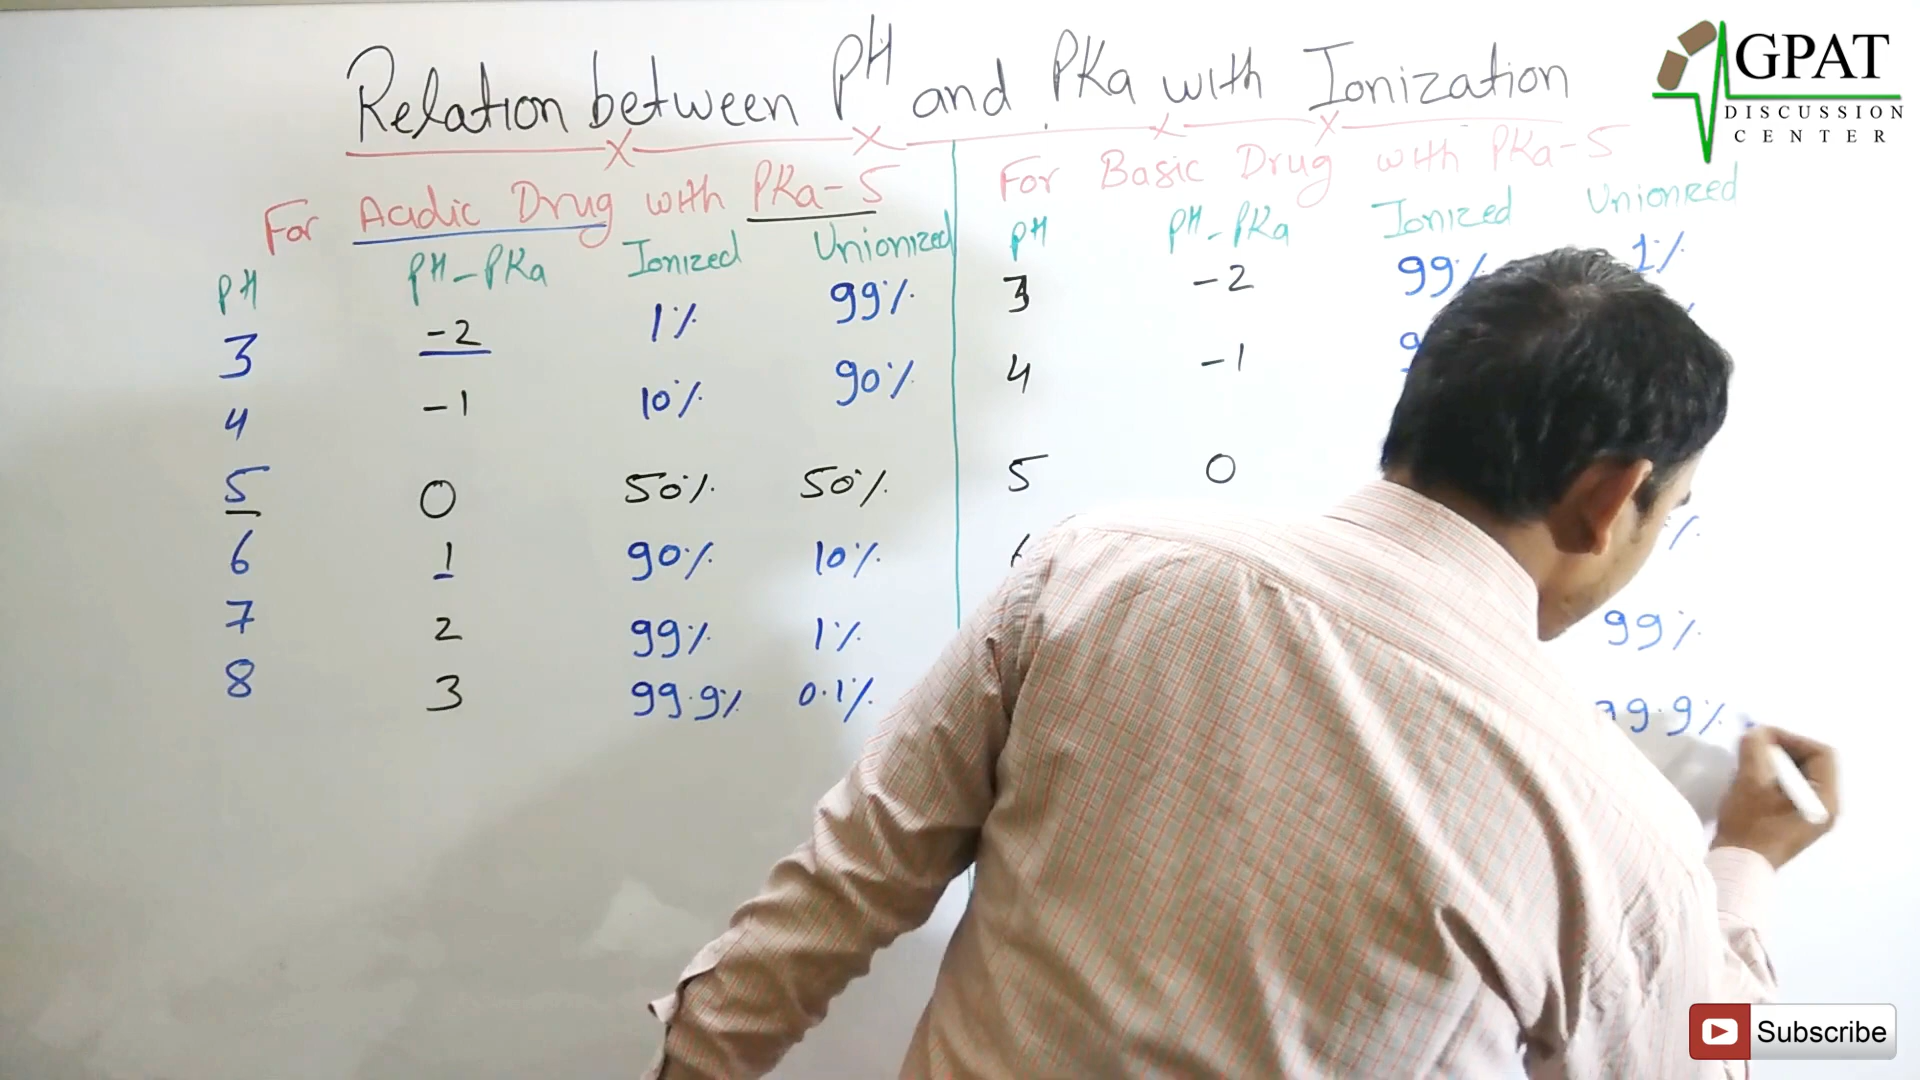 Relation between PH and PKa with Ionization
GPAT
DISCUSSION
CENTER
For Acidic Drug with PKa-5
PH PH-PKa Ionized Unionized
3 -2 1% 99%
4 -1 10% 90%
5 0 50% 50%
6 1 90% 10%
7 2 99% 1%
8 3 99.9% 0.1%
For Basic Drug with PKa-5
PH PH-PKa Ionized Unionized
3 -2 99% 1%
4 -1
5 0
99%
99.9%
Subscribe